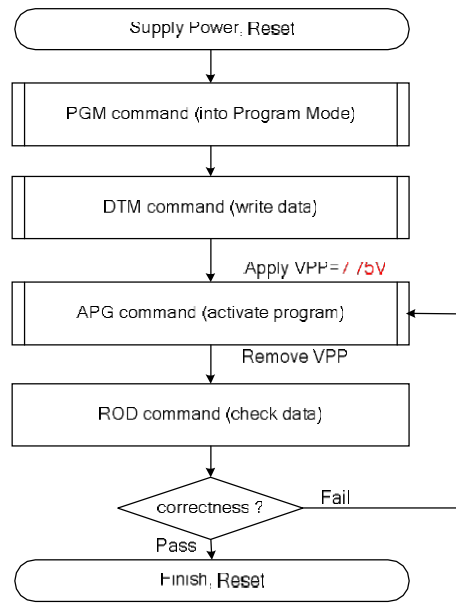 Supply Power, Reset
PGM command (into Program Mode)
DTM command (write data)
Apply VPP=7.75V
APG command (activate program)
Remove VPP
ROD command (check data)
correctness ?
Fail
Pass
Finish, Reset